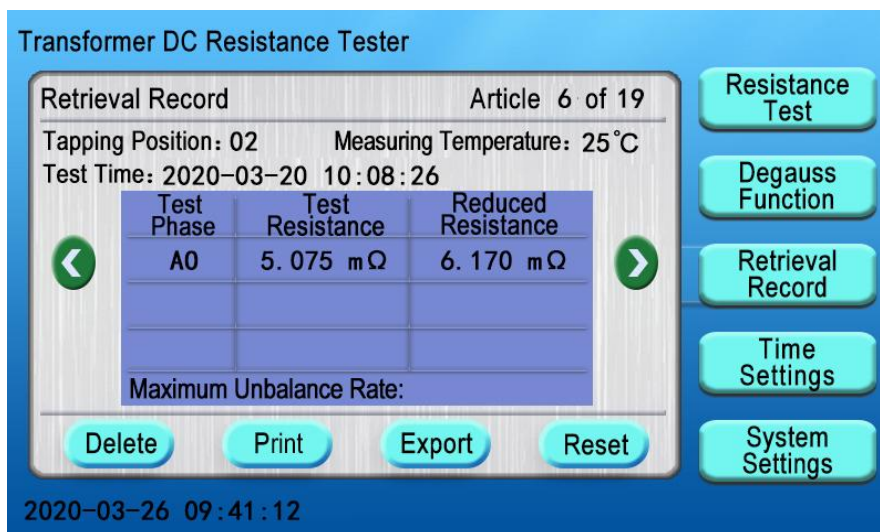 Transformer DC Resistance Tester
Retrieval Record
Article 6 of 19
Tapping Position: 02
Measuring Temperature: 25℃
Test Time: 2020-03-20 10:08:26
Test Phase
Test Resistance
Reduced Resistance
A0
5.075 mΩ
6.170 mΩ
Maximum Unbalance Rate:
Delete
Print
Export
Reset
Resistance
Test
Degauss
Function
Retrieval
Record
Time
Settings
System
Settings
2020-03-26 09:41:12